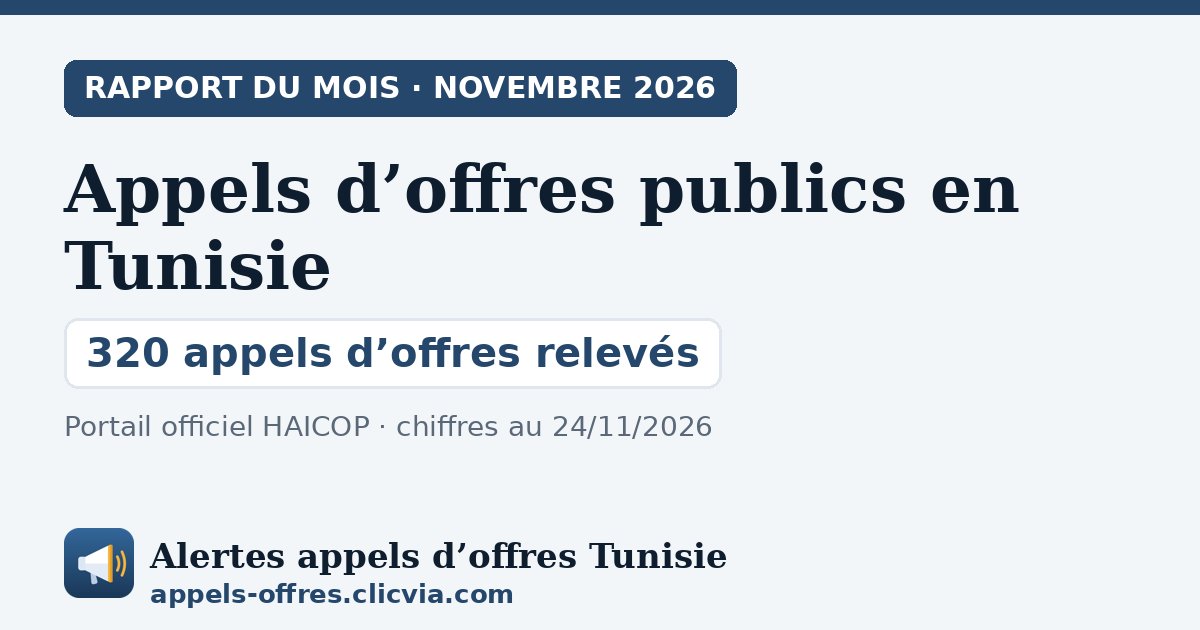 RAPPORT DU MOIS · NOVEMBRE 2026
Appels d’offres publics en
Tunisie
320 appels d’offres relevés
Portail officiel HAICOP · chiffres au 24/11/2026
Alertes appels d’offres Tunisie
appels-offres.clicvia.com